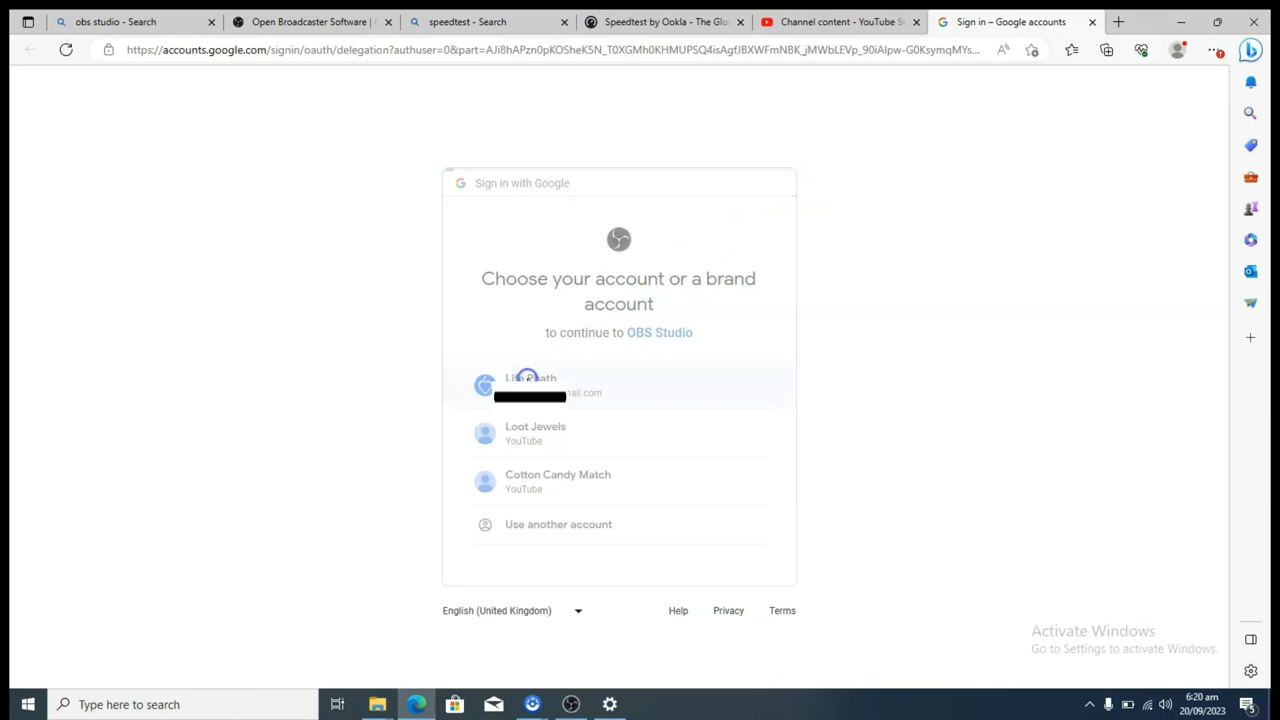 obs studio - Search
Open Broadcaster Software | O
speedtest - Search
Speedtest by Ookla - The Glo
Channel content - YouTube St
Sign in – Google accounts
https://accounts.google.com/signin/oauth/delegation?authuser=0&part=AJi8hAPzn0pKOSheK5N_T0XGMh0KHMUPSQ4isAgfJBXWFmNBK_jMWbLEVp_90iAlpw-G0KsymqMYs...
Sign in with Google
Choose your account or a brand
account
to continue to OBS Studio
ail.com
Loot Jewels
YouTube
Cotton Candy Match
YouTube
Use another account
English (United Kingdom)
Help
Privacy
Terms
Activate Windows
Go to Settings to activate Windows.
Type here to search
6:20 am
20/09/2023
5